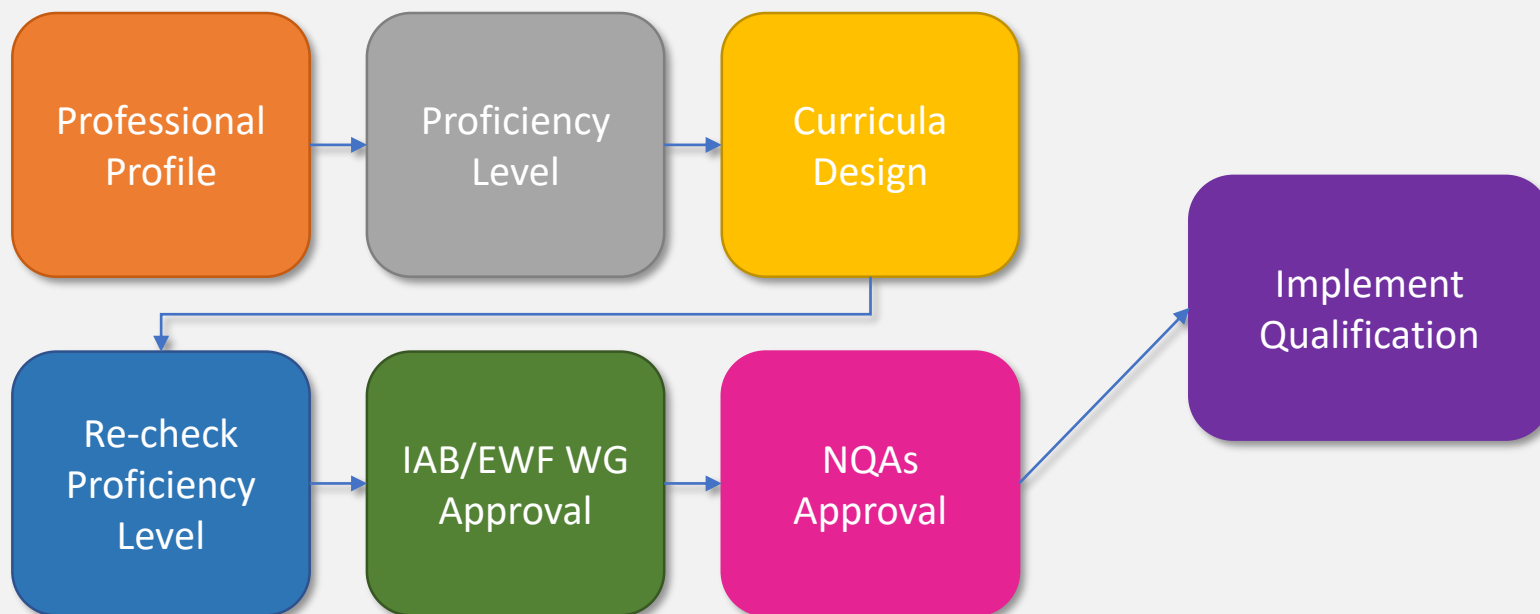 Professional
Profile
Proficiency
Level
Curricula
Design
Re-check
Proficiency
Level
IAB/EWF WG
Approval
NQAs
Approval
Implement
Qualification